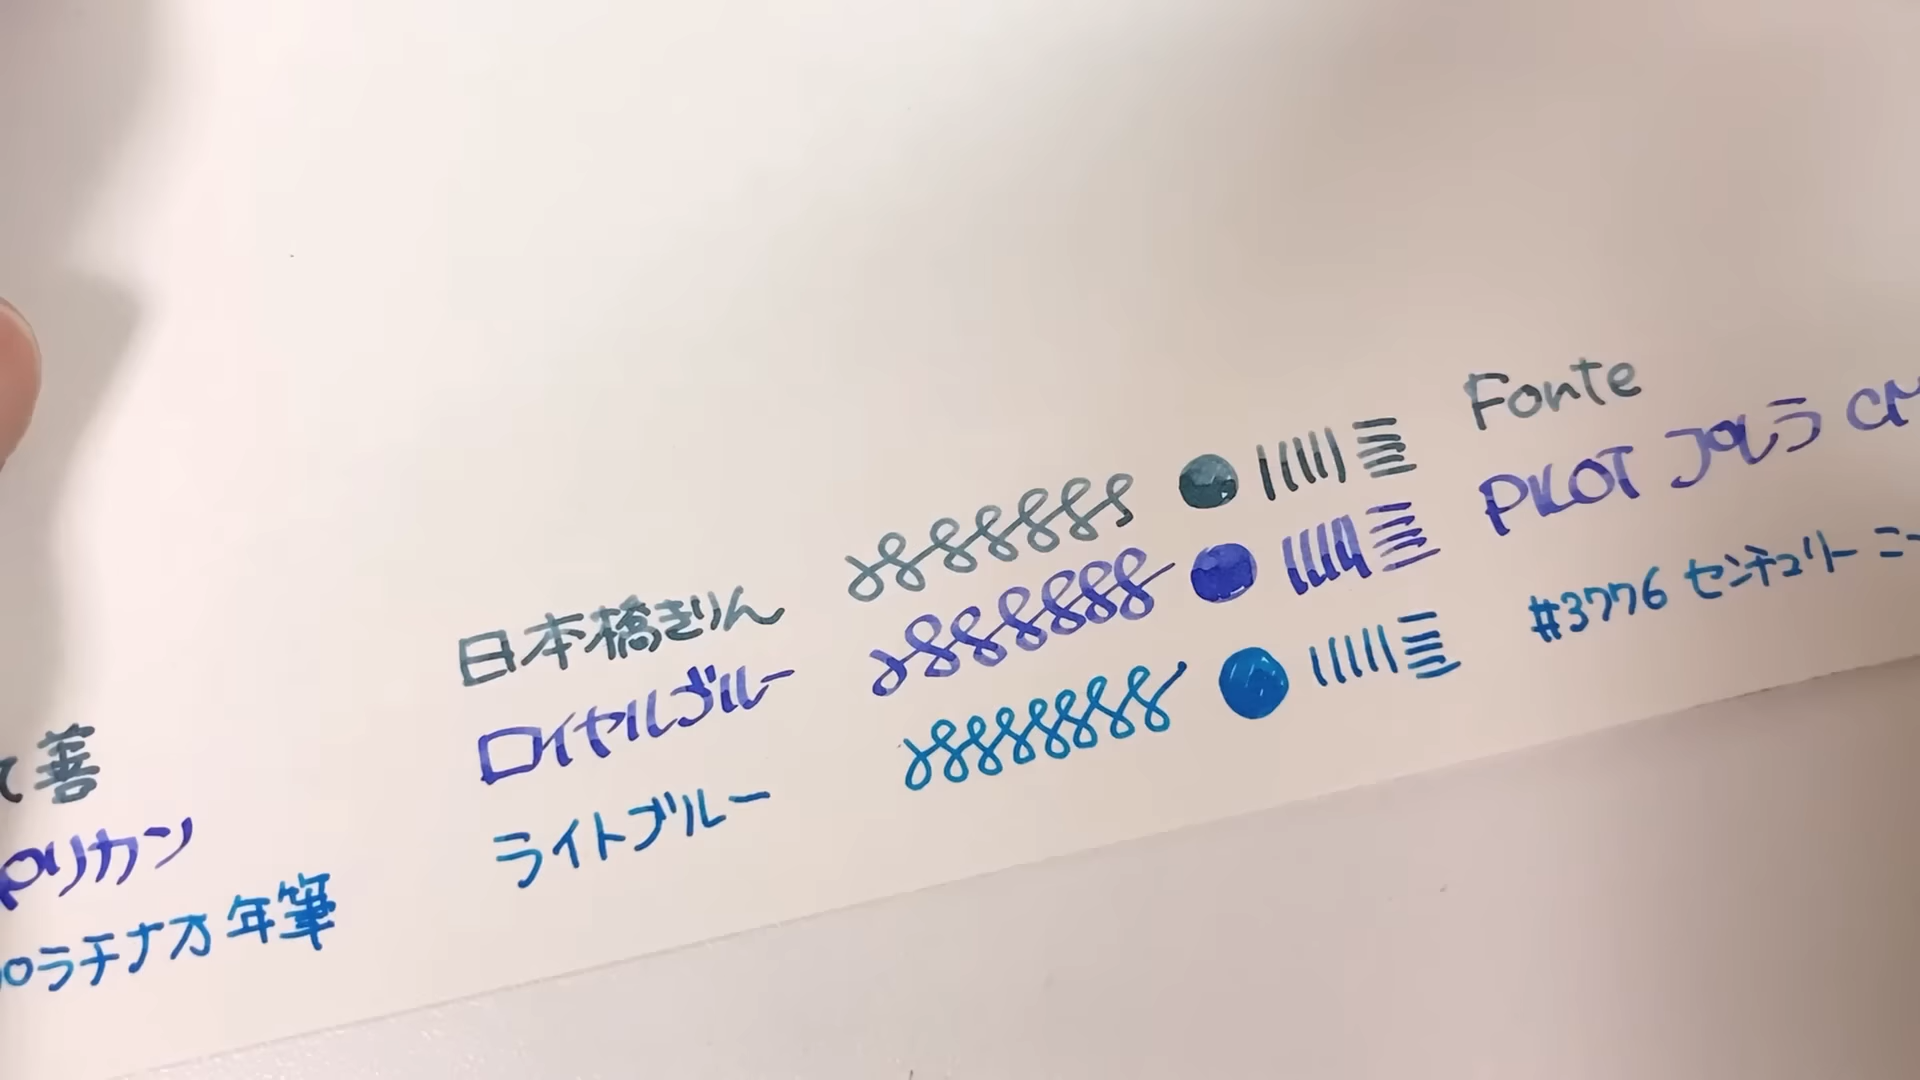 善 日本橋きりん Fonte
ペリカン ロイヤルブルー PILOT
プラチナ万年筆 ライトブルー #3776 センチュリー